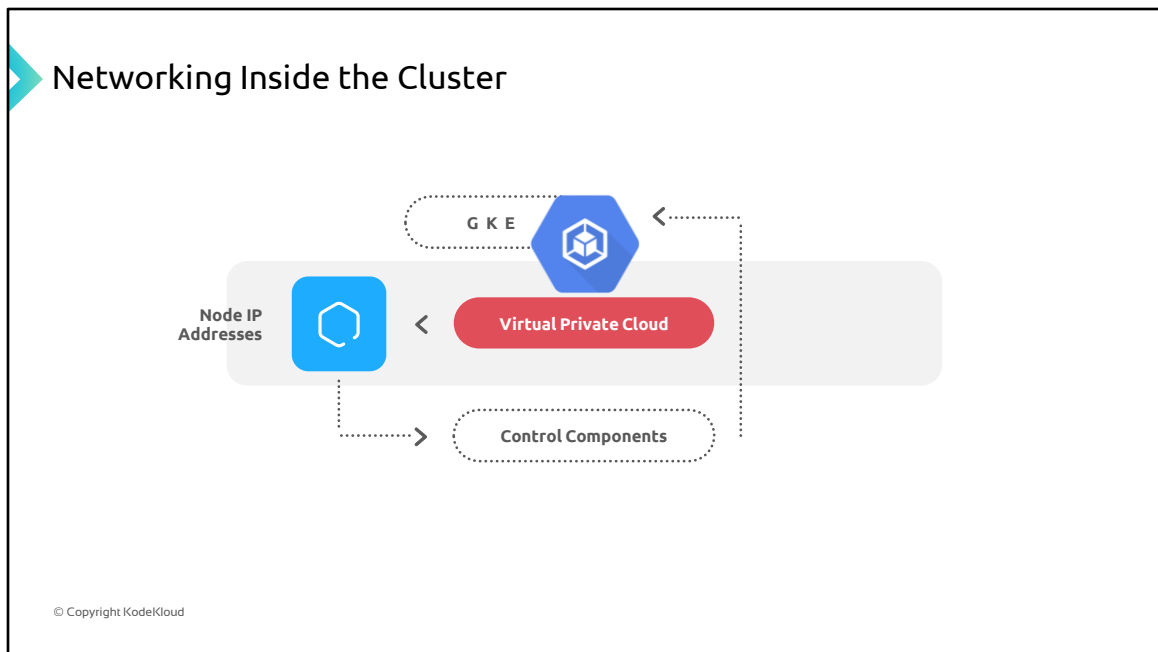 Networking Inside the Cluster
G K E
Node IP
Addresses
Virtual Private Cloud
Control Components
© Copyright KodeKloud